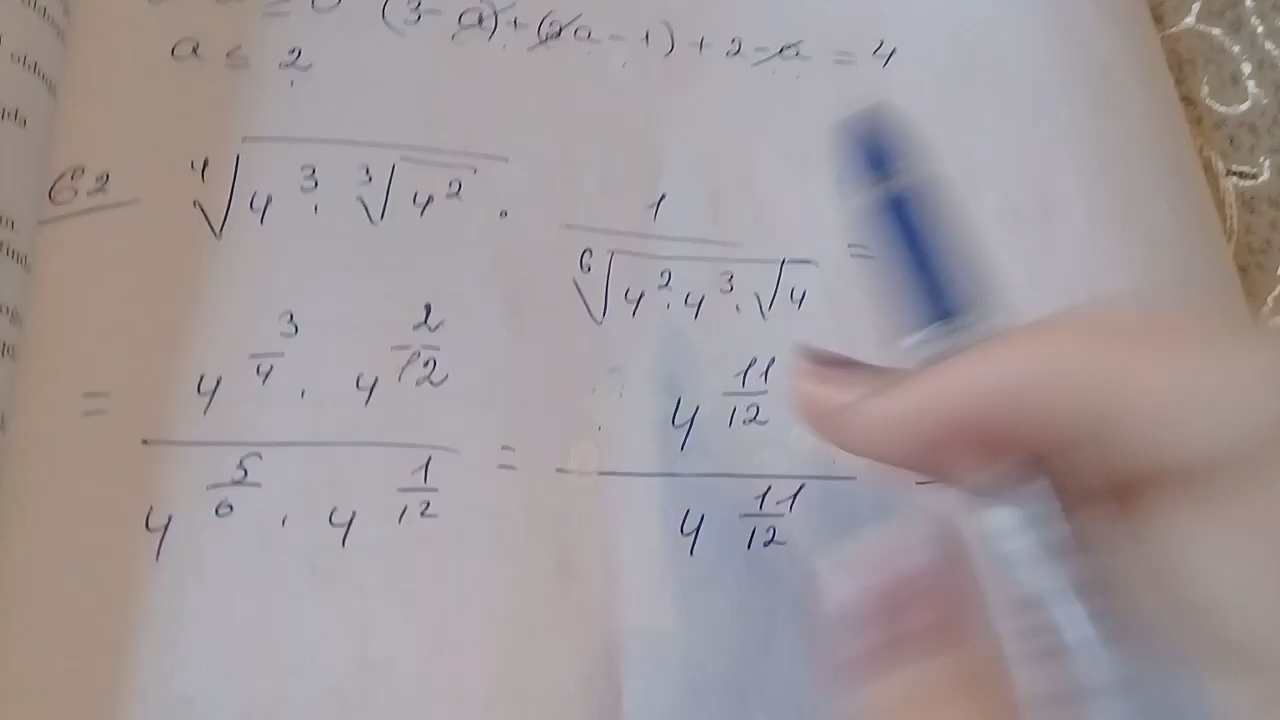 (3-a)+(2a-1)+2-a=4
a ≤ 2
62 ⁴√(4³·³√4²) · 1/⁶√(4²·4³·√4) =
= (4^(3/4) · 4^(2/12))/(4^(5/6) · 4^(1/12)) = 4^(11/12)/4^(11/12)